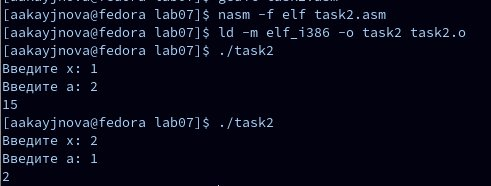 [aakayjnova@fedora lab07]$ nasm -f elf task2.asm
[aakayjnova@fedora lab07]$ ld -m elf_i386 -o task2 task2.o
[aakayjnova@fedora lab07]$ ./task2
Введите x: 1
Введите a: 2
15
[aakayjnova@fedora lab07]$ ./task2
Введите x: 2
Введите a: 1
2